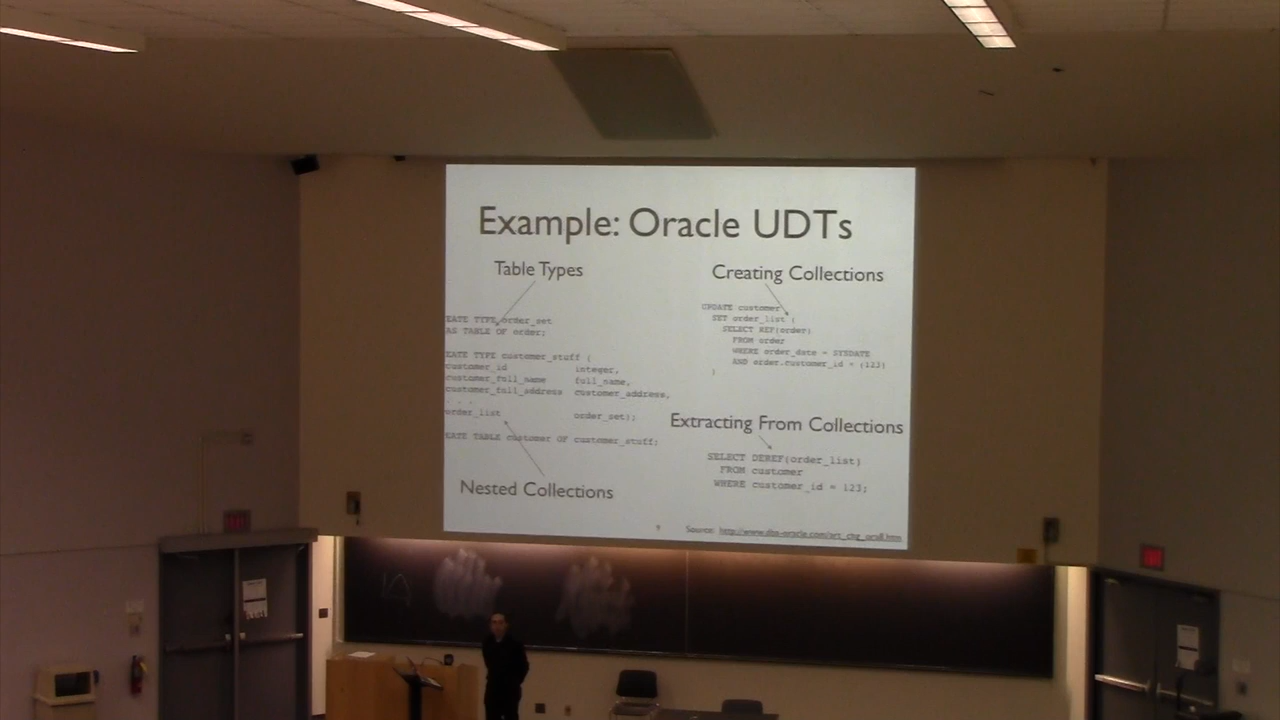 Example: Oracle UDTs
Table Types
EATE TYPE order_set
AS TABLE OF order;
EATE TYPE customer_stuff (
customer_id integer,
customer_full_name full_name,
customer_full_address customer_address,
. . .
order_list order_set);
EATE TABLE customer OF customer_stuff;
Nested Collections
Creating Collections
UPDATE customer
SET order_list (
SELECT REF(order)
FROM order
WHERE order_date = SYSDATE
AND order.customer_id = (123)
)
Extracting From Collections
SELECT DEREF(order_list)
FROM customer
WHERE customer_id = 123;
9
Source: